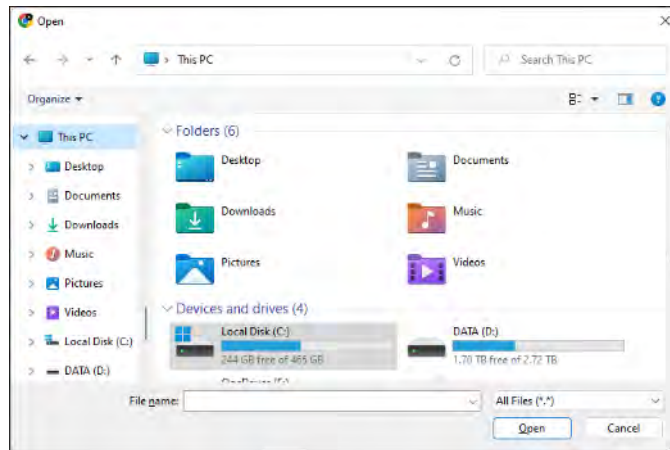 Open
This PC
Search This PC
Organize
This PC
Folders (6)
Desktop
Desktop
Documents
Documents
Downloads
Music
Downloads
Music
Pictures
Videos
Pictures
Videos
Devices and drives (4)
Local Disk (C:)
Local Disk (C:)
DATA (D:)
244 GB free of 465 GB
1.70 TB free of 2.72 TB
DATA (D:)
File name:
All Files (*.*)
Open
Cancel